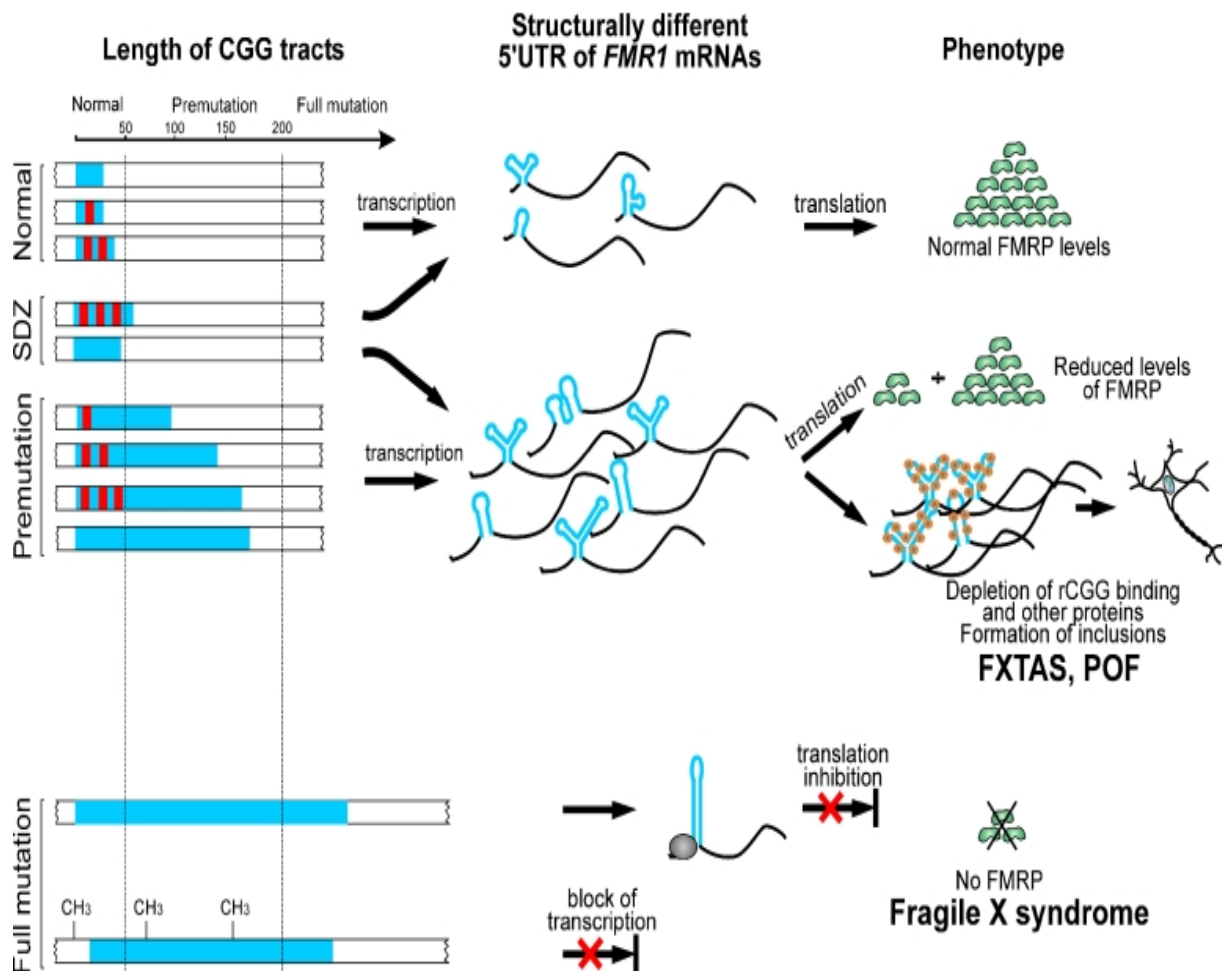 Length of CGG tracts
Structurally different
5'UTR of FMR1 mRNAs
Phenotype
Normal
Premutation
Full mutation
50
100
150
200
Normal
transcription
translation
Normal FMRP levels
SDZ
Premutation
transcription
translation
+
Reduced levels
of FMRP
Depletion of rCGG binding
and other proteins
Formation of inclusions
FXTAS, POF
Full mutation
translation
inhibition
No FMRP
Fragile X syndrome
CH3
CH3
CH3
block of
transcription